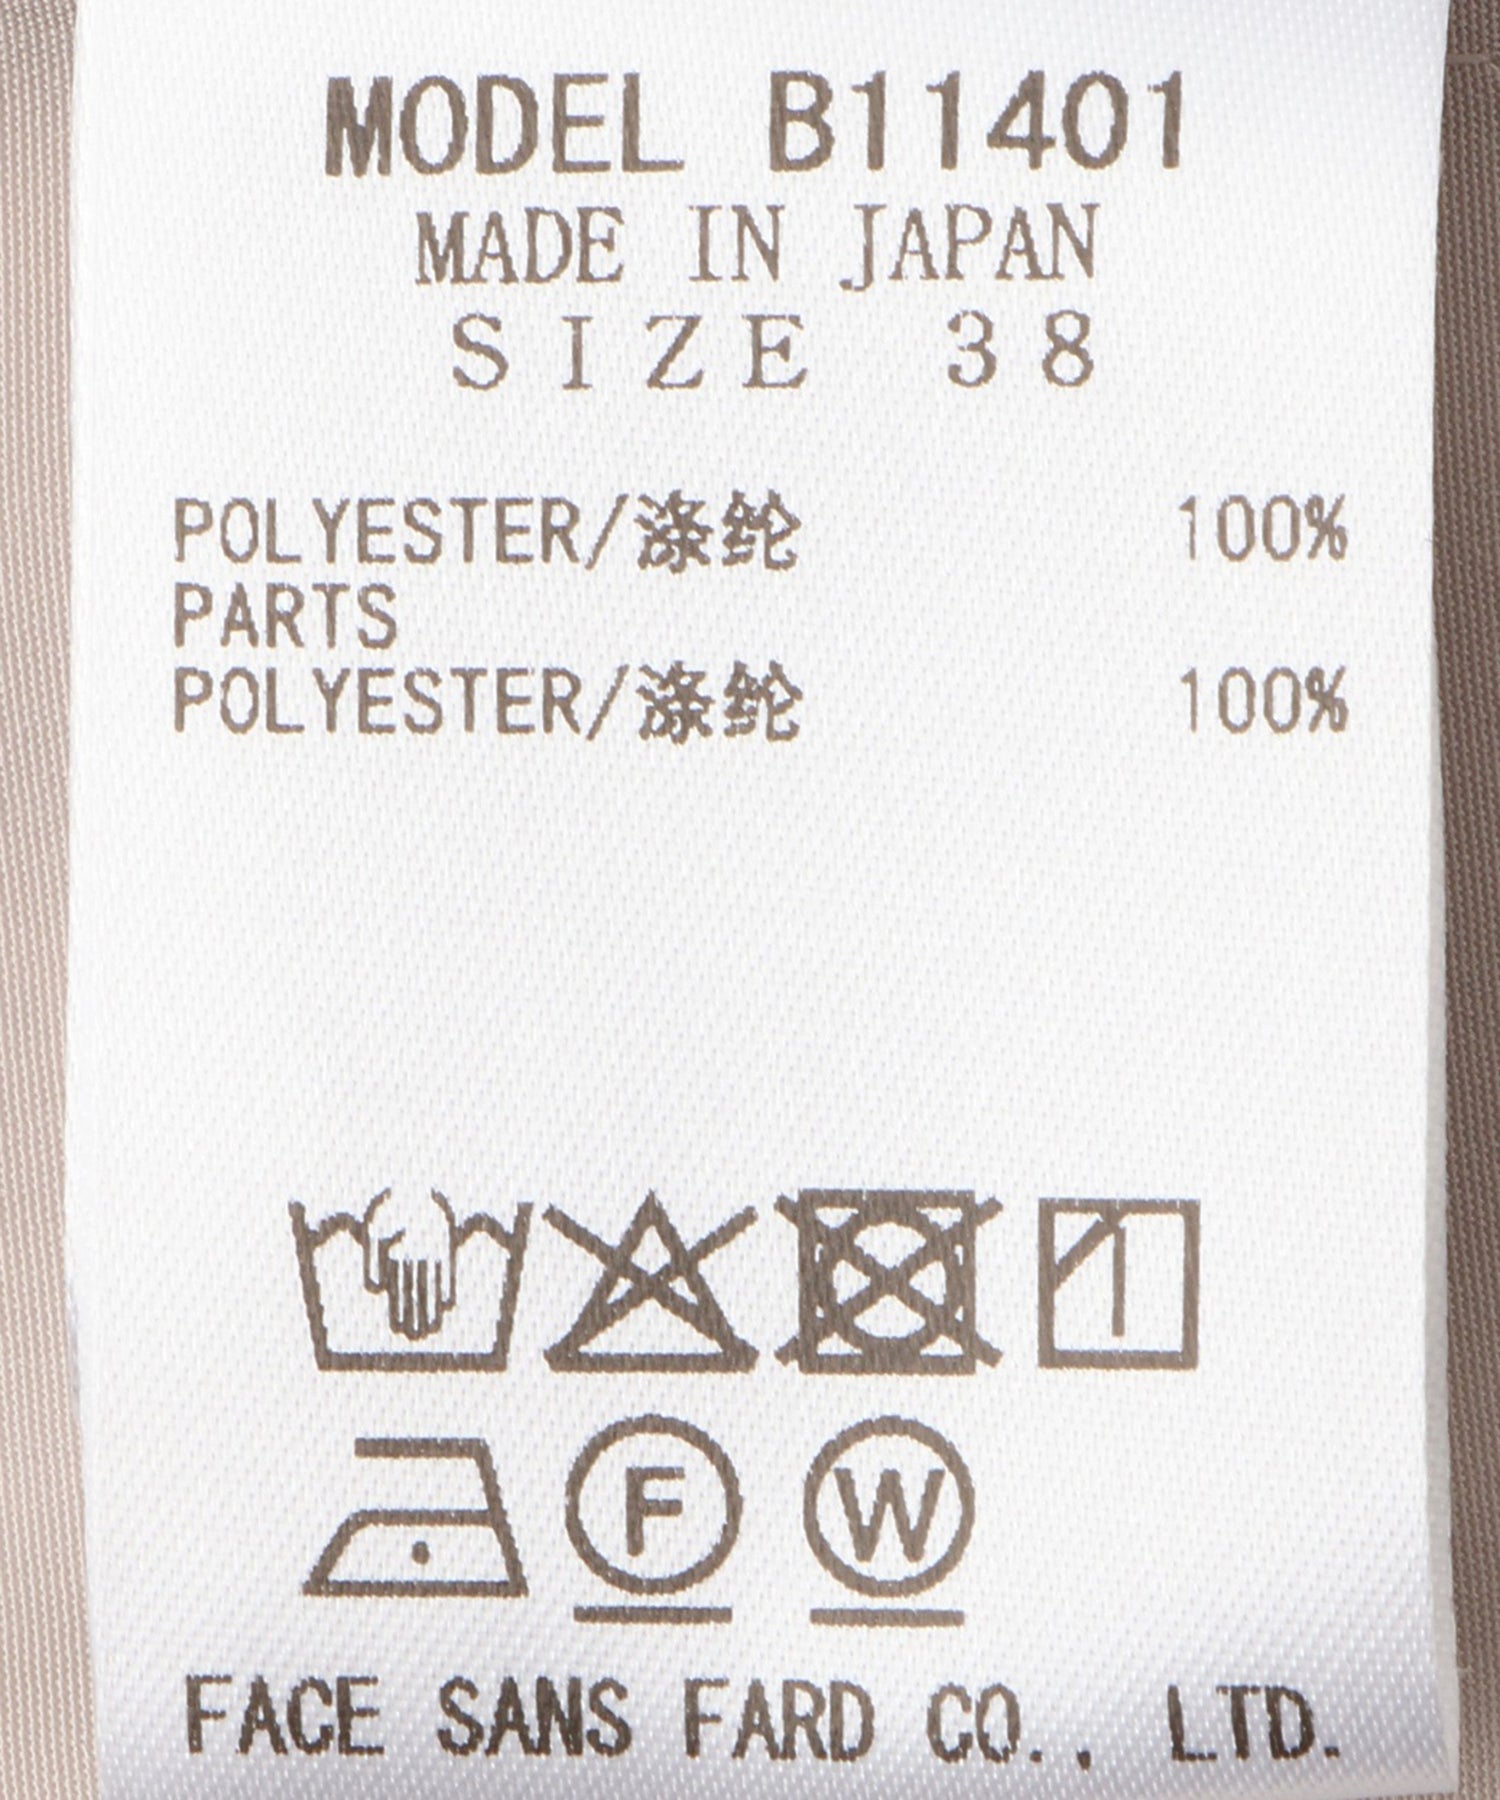 MODEL B11401
MADE IN JAPAN
SIZE 38
POLYESTER/涤纶 100%
PARTS
POLYESTER/涤纶 100%
F W
FACE SANS FARD CO., LTD.